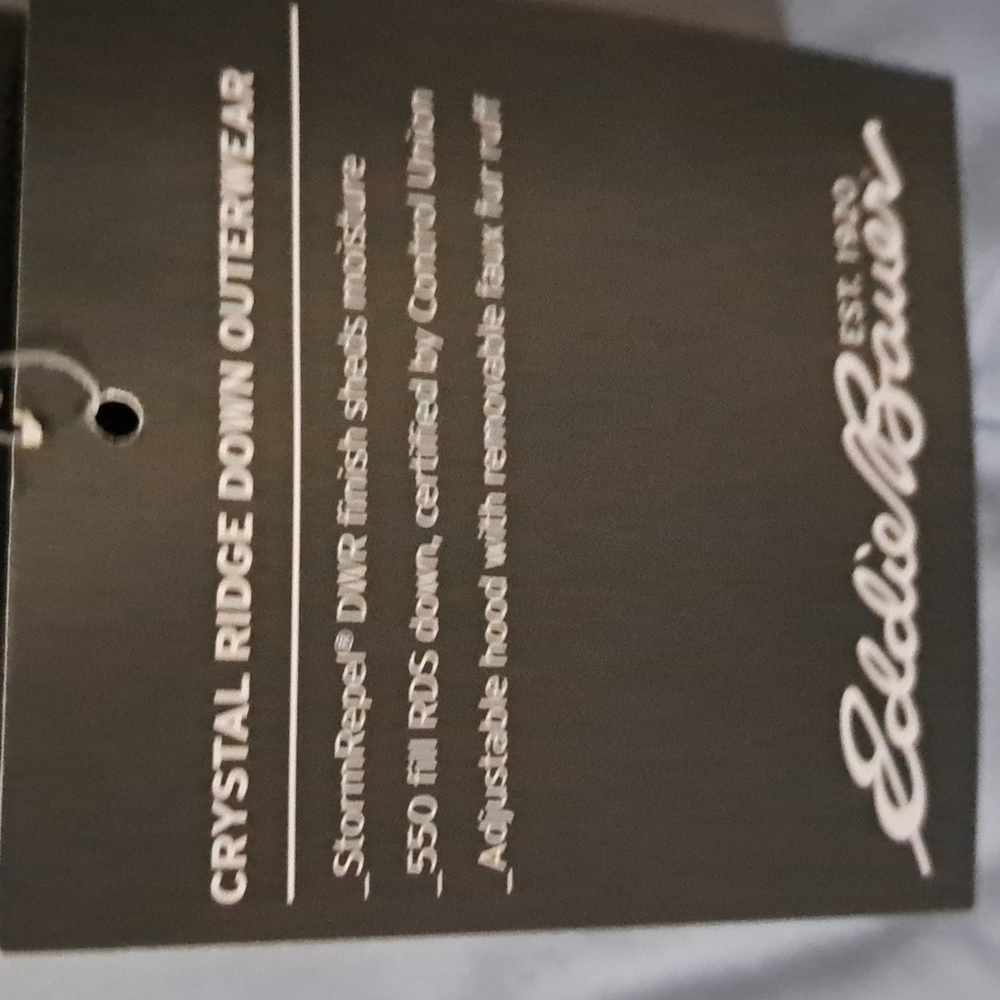 CRYSTAL RIDGE DOWN OUTERWEAR
_StormRepel® DWR finish sheds moisture
_550 fill RDS down, certified by Control Union
_Adjustable hood with removable faux fur ruff
Eddie Bauer
EST. 1920